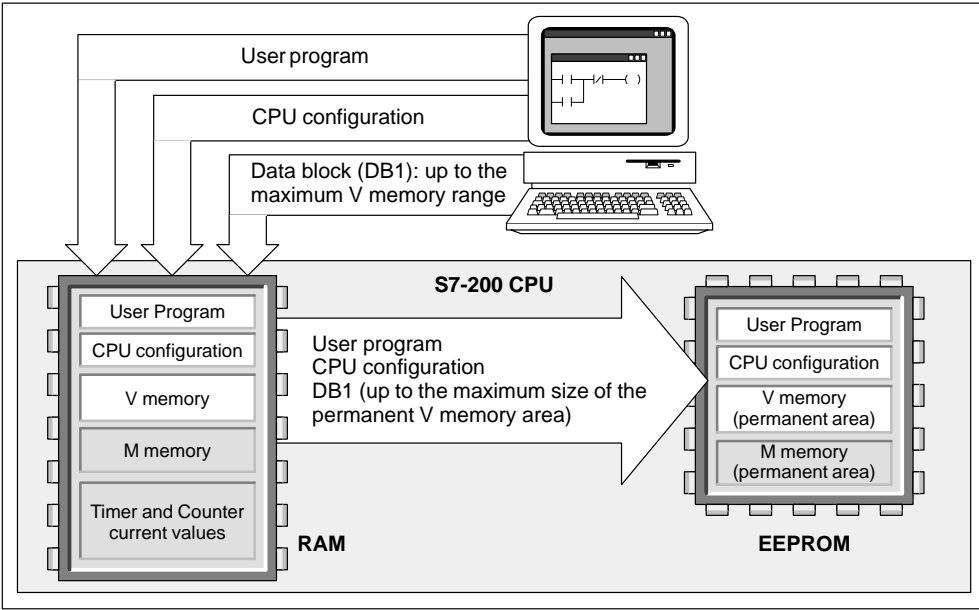 User program
CPU configuration
Data block (DB1): up to the
maximum V memory range
S7-200 CPU
User Program
CPU configuration
V memory
M memory
Timer and Counter
current values
RAM
User program
CPU configuration
DB1 (up to the maximum size of the
permanent V memory area)
User Program
CPU configuration
V memory
(permanent area)
M memory
(permanent area)
EEPROM